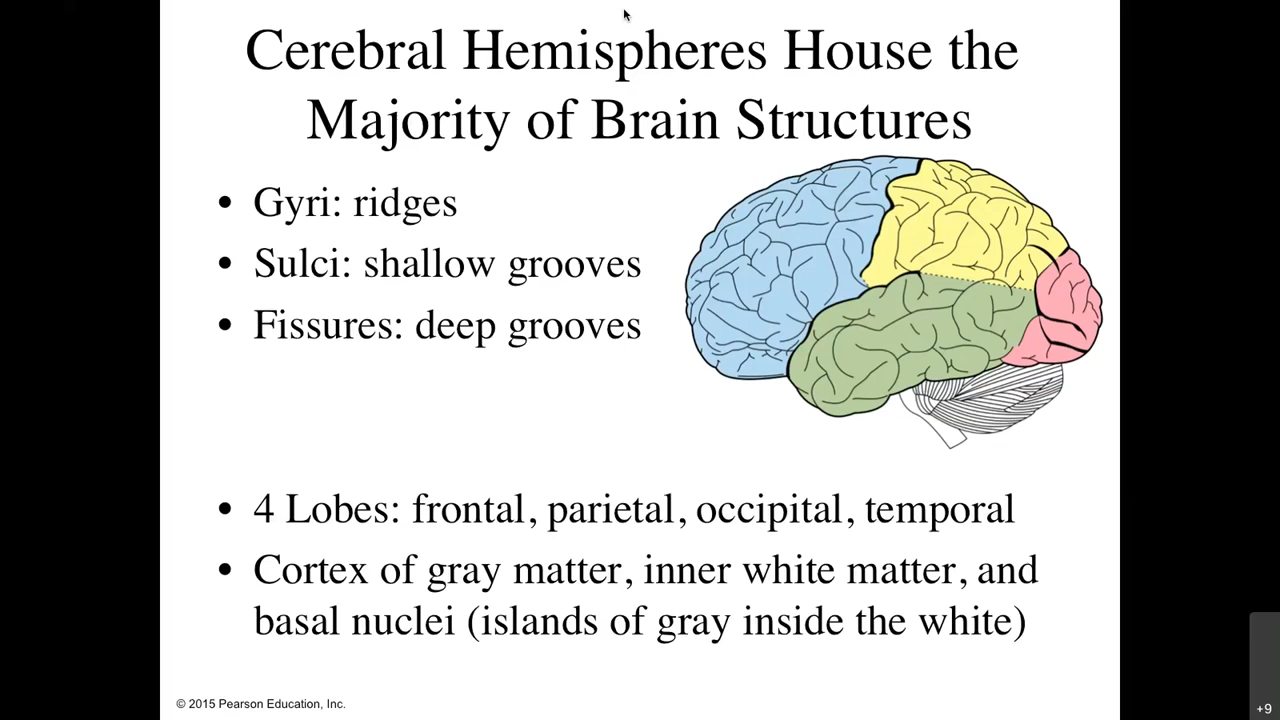 Cerebral Hemispheres House the
Majority of Brain Structures
• Gyri: ridges
• Sulci: shallow grooves
• Fissures: deep grooves
• 4 Lobes: frontal, parietal, occipital, temporal
• Cortex of gray matter, inner white matter, and
basal nuclei (islands of gray inside the white)
© 2015 Pearson Education, Inc.
+9